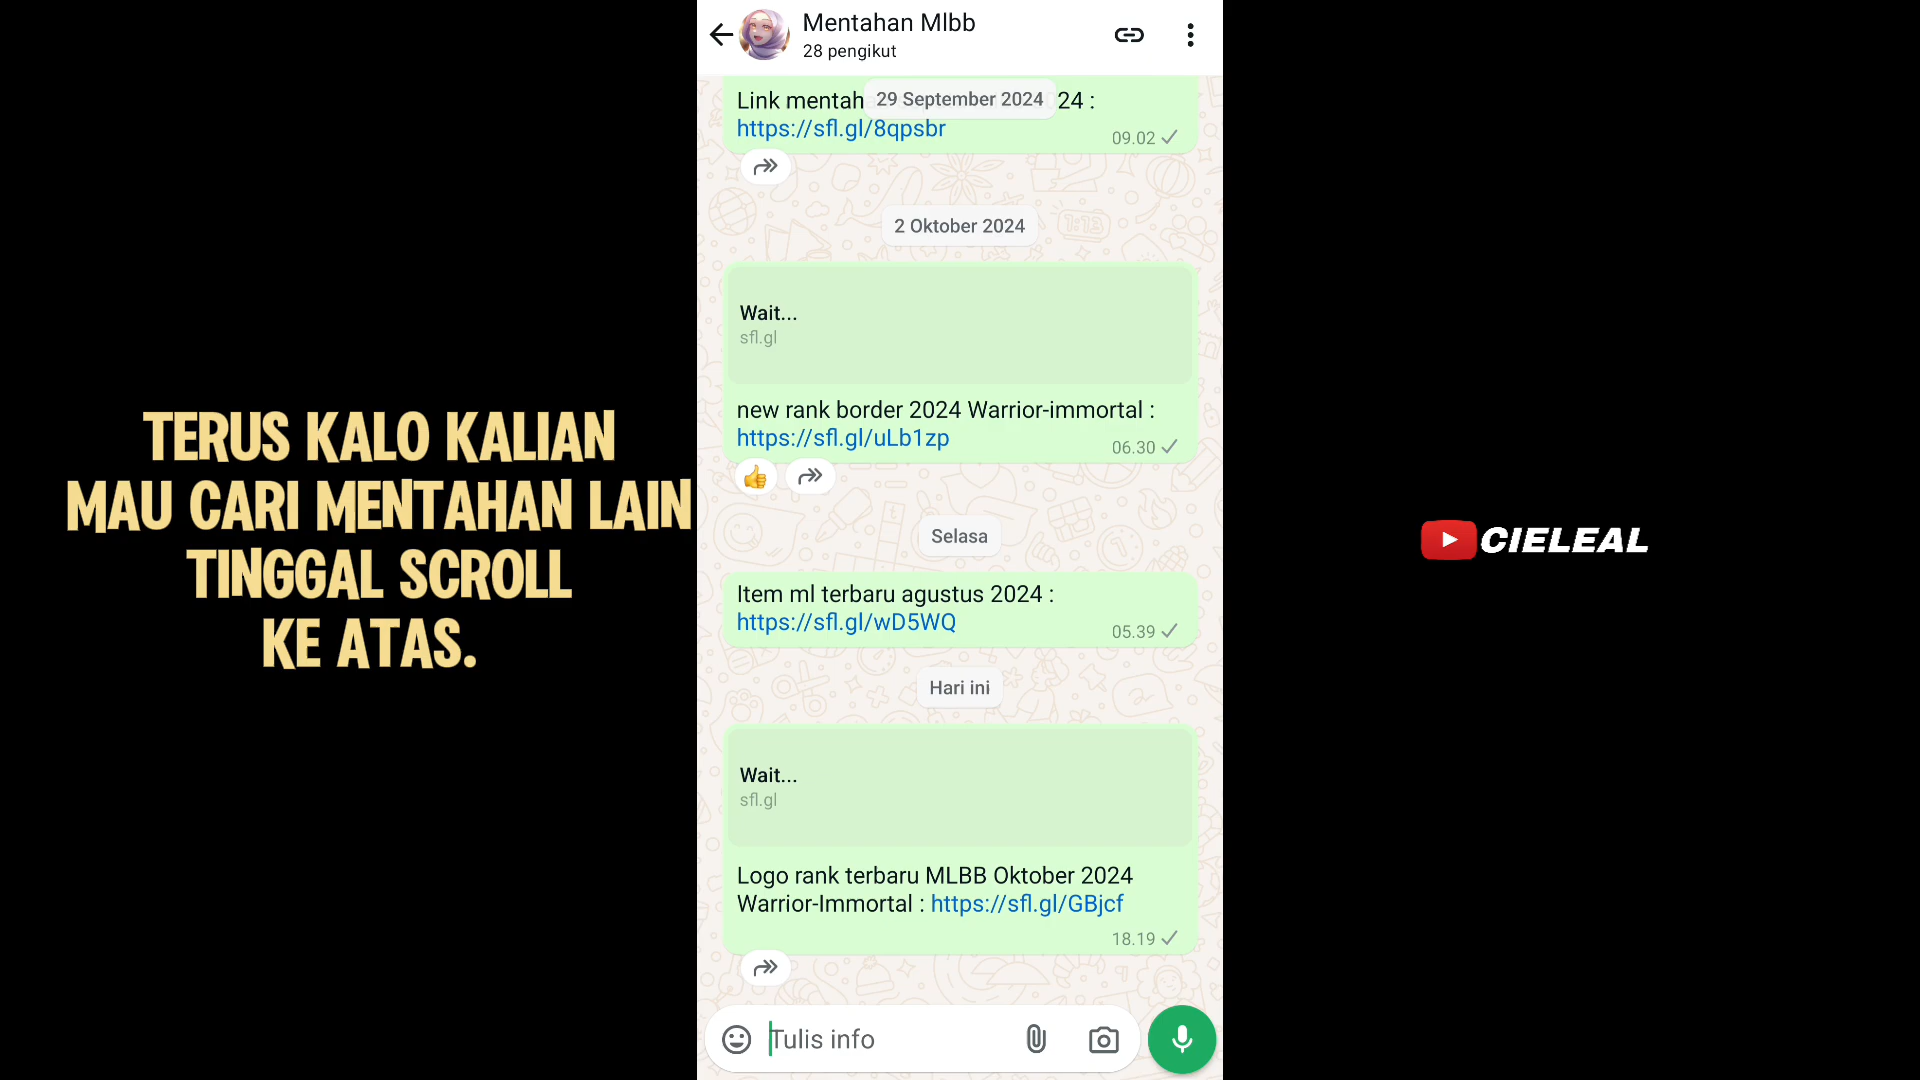 Mentahan Mlbb
28 pengikut
Link mentah
29 September 2024
24 :
https://sfl.gl/8qpsbr
09.02
2 Oktober 2024
Wait...
sfl.gl
new rank border 2024 Warrior-immortal :
https://sfl.gl/uLb1zp
06.30
Selasa
Item ml terbaru agustus 2024 :
https://sfl.gl/wD5WQ
05.39
Hari ini
Wait...
sfl.gl
Logo rank terbaru MLBB Oktober 2024
Warrior-Immortal : https://sfl.gl/GBjcf
18.19
Tulis info
TERUS KALO KALIAN
MAU CARI MENTAHAN LAIN
TINGGAL SCROLL
KE ATAS.
CIELEAL